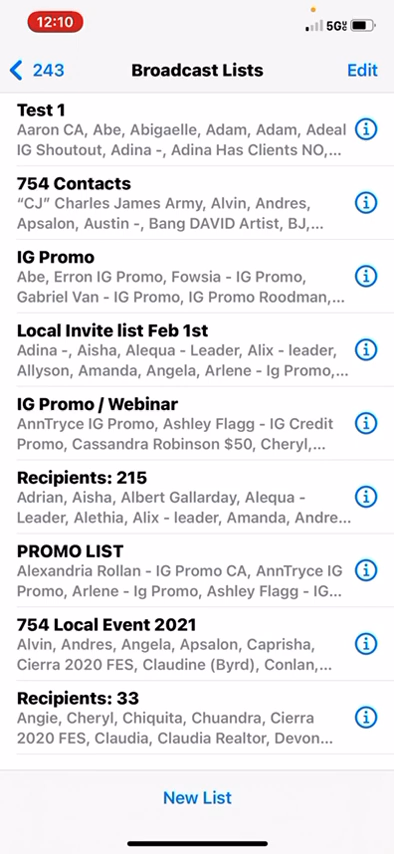 12:10
5G
243
Broadcast Lists
Edit
Test 1
Aaron CA, Abe, Abigaelle, Adam, Adam, Adeal
IG Shoutout, Adina -, Adina Has Clients NO,...
754 Contacts
“CJ” Charles James Army, Alvin, Andres,
Apsalon, Austin -, Bang DAVID Artist, BJ,...
IG Promo
Abe, Erron IG Promo, Fowsia - IG Promo,
Gabriel Van - IG Promo, IG Promo Roodman,...
Local Invite list Feb 1st
Adina -, Aisha, Alequa - Leader, Alix - leader,
Allyson, Amanda, Angela, Arlene - Ig Promo,...
IG Promo / Webinar
AnnTryce IG Promo, Ashley Flagg - IG Credit
Promo, Cassandra Robinson $50, Cheryl,...
Recipients: 215
Adrian, Aisha, Albert Gallarday, Alequa -
Leader, Alethia, Alix - leader, Amanda, Andre...
PROMO LIST
Alexandria Rollan - IG Promo CA, AnnTryce IG
Promo, Arlene - Ig Promo, Ashley Flagg - IG...
754 Local Event 2021
Alvin, Andres, Angela, Apsalon, Caprisha,
Cierra 2020 FES, Claudine (Byrd), Conlan,...
Recipients: 33
Angie, Cheryl, Chiquita, Chuandra, Cierra
2020 FES, Claudia, Claudia Realtor, Devon...
New List